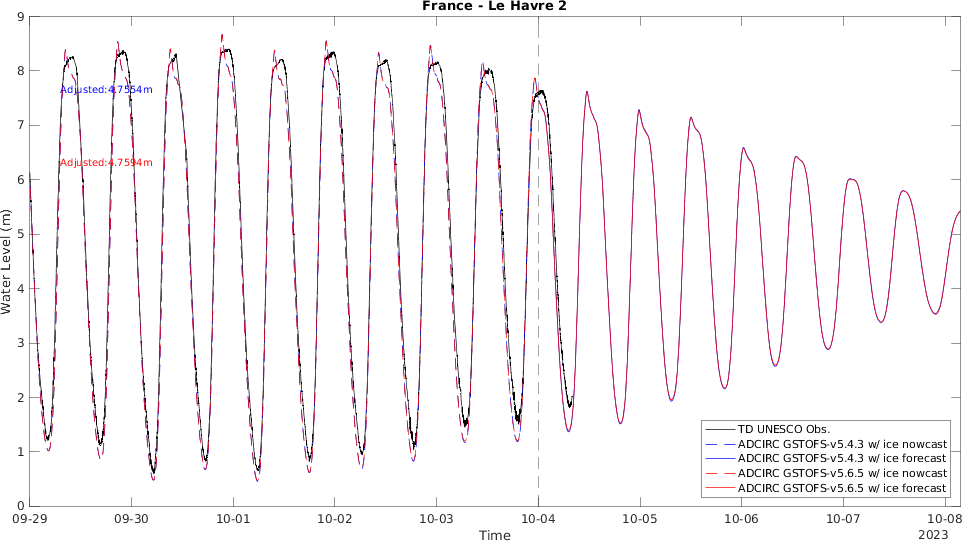 France - Le Havre 2
9
8
7
6
5
4
3
2
1
0
Water Level (m)
Adjusted:4.7554m
Adjusted:4.7594m
TD UNESCO Obs.
ADCIRC GSTOFS-v5.4.3 w/ ice nowcast
ADCIRC GSTOFS-v5.4.3 w/ ice forecast
ADCIRC GSTOFS-v5.6.5 w/ ice nowcast
ADCIRC GSTOFS-v5.6.5 w/ ice forecast
09-29 09-30 10-01 10-02 10-03 10-04 10-05 10-06 10-07 10-08
Time 2023